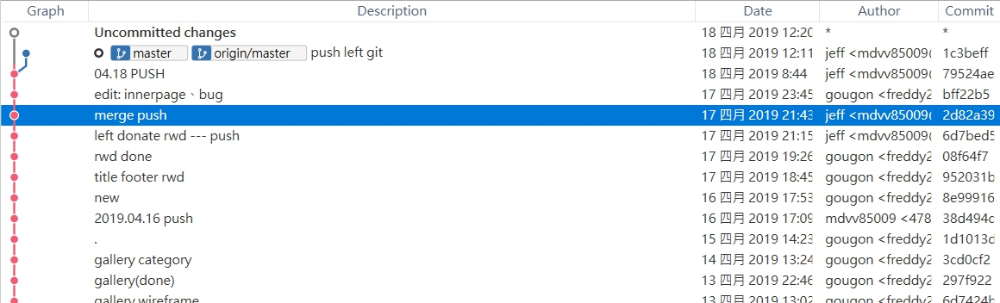 Graph Description Date Author Commit
Uncommitted changes 18 四月 2019 12:20 * *
master origin/master push left git 18 四月 2019 12:11 jeff <mdvv85009@ 1c3beff
04.18 PUSH 18 四月 2019 8:44 jeff <mdvv85009@ 79524ae
edit: innerpage、bug 17 四月 2019 23:45 gougon <freddy2 bff22b5
merge push 17 四月 2019 21:43 jeff <mdvv85009@ 2d82a39
left donate rwd --- push 17 四月 2019 21:15 jeff <mdvv85009@ 6d7bed5
rwd done 17 四月 2019 19:26 gougon <freddy2 08f64f7
title footer rwd 17 四月 2019 18:45 gougon <freddy2 952031b
new 16 四月 2019 17:53 gougon <freddy2 8e99916
2019.04.16 push 16 四月 2019 17:09 mdvv85009 <478 38d494c
. 15 四月 2019 14:23 gougon <freddy2 1d1013d
gallery category 14 四月 2019 13:24 gougon <freddy2 3cd0cf2
gallery(done) 13 四月 2019 22:46 gougon <freddy2 297f922
gallery wireframe 13 四月 2019 13:02 gougon <freddy2 6d7424b